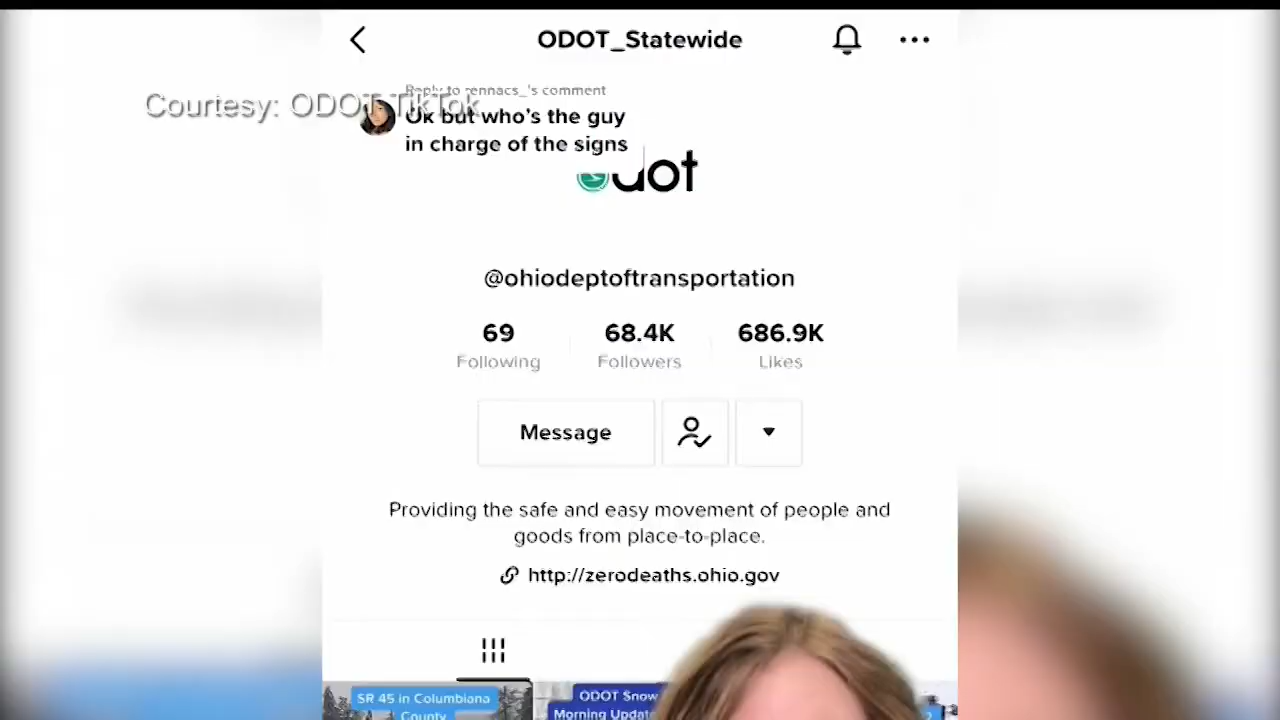 ODOT_Statewide
Reply to rennacs_'s comment
Courtesy: ODOT TikTok
Ok but who's the guy
in charge of the signs
odot
@ohiodeptoftransportation
69
68.4K
686.9K
Following
Followers
Likes
Message
Providing the safe and easy movement of people and
goods from place-to-place.
http://zerodeaths.ohio.gov
SR 45 in Columbiana
County
ODOT Snow
Morning Update